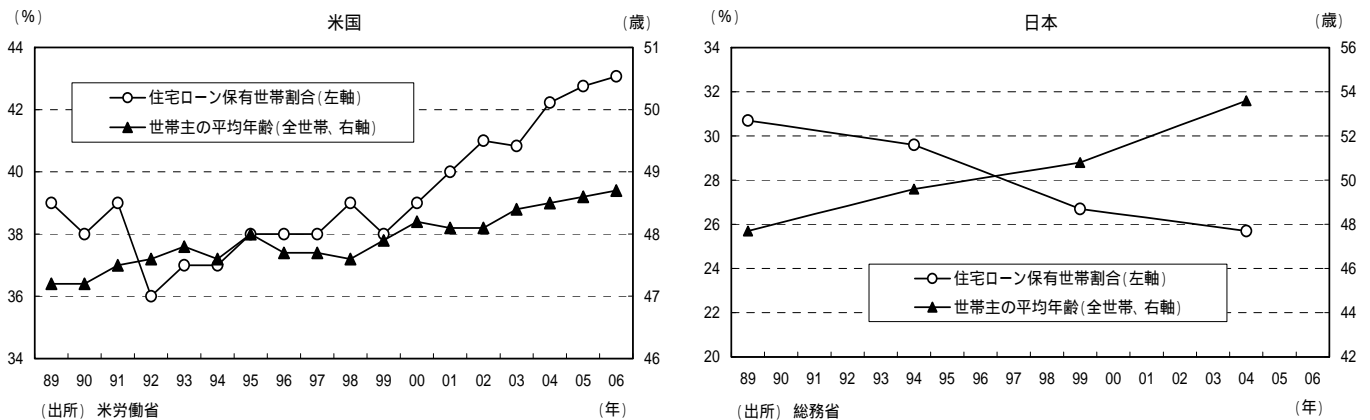 米国
(%)
(歳)
44
42
40
38
36
34
51
50
49
48
47
46
住宅ローン保有世帯割合(左軸)
世帯主の平均年齢(全世帯、右軸)
89 90 91 92 93 94 95 96 97 98 99 00 01 02 03 04 05 06
(出所) 米労働省
(年)
日本
(%)
(歳)
34
32
30
28
26
24
22
20
56
54
52
50
48
46
44
42
住宅ローン保有世帯割合(左軸)
世帯主の平均年齢(全世帯、右軸)
89 90 91 92 93 94 95 96 97 98 99 00 01 02 03 04 05 06
(出所) 総務省
(年)